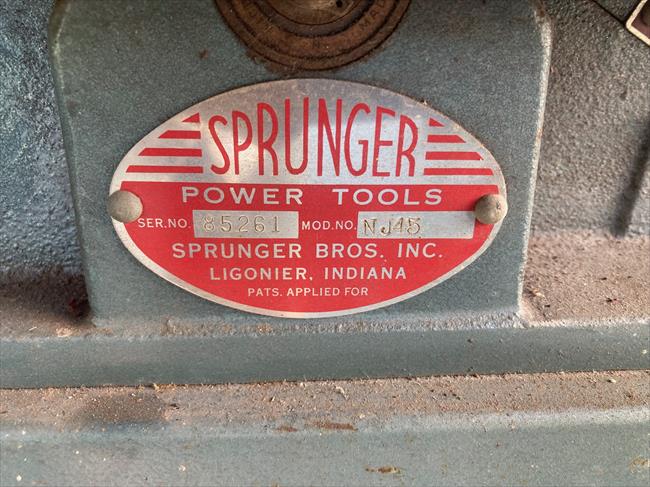 SPRUNGER
POWER TOOLS
SER.NO. 85261 MOD.NO. NJ45
SPRUNGER BROS. INC.
LIGONIER, INDIANA
PATS. APPLIED FOR